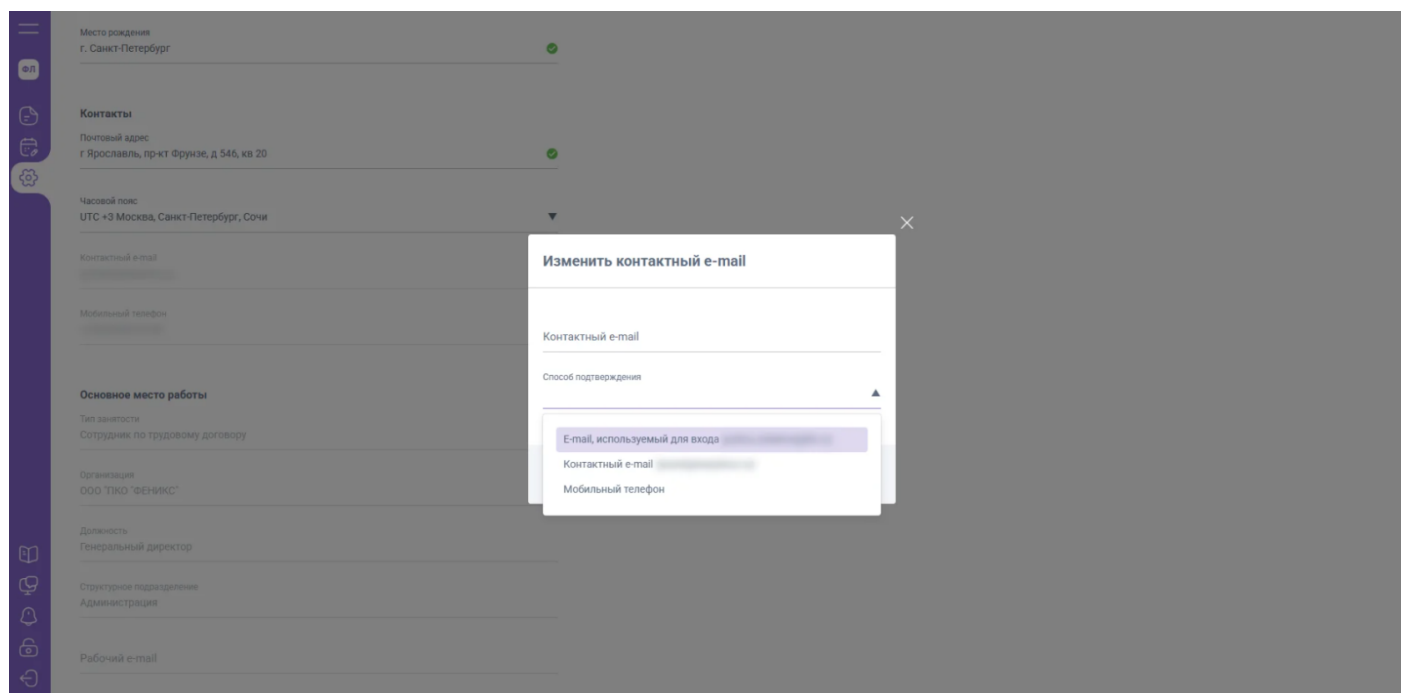 ФЛ
Место рождения
г. Санкт-Петербург
Контакты
Почтовый адрес
г Ярославль, пр-кт Фрунзе, д 546, кв 20
Часовой пояс
UTC +3 Москва, Санкт-Петербург, Сочи
Контактный e-mail
Мобильный телефон
Основное место работы
Тип занятости
Сотрудник по трудовому договору
Организация
ООО "ПКО "ФЕНИКС"
Должность
Генеральный директор
Структурное подразделение
Администрация
Рабочий e-mail
Изменить контактный e-mail
Контактный e-mail
Способ подтверждения
E-mail, используемый для входа
Контактный e-mail
Мобильный телефон